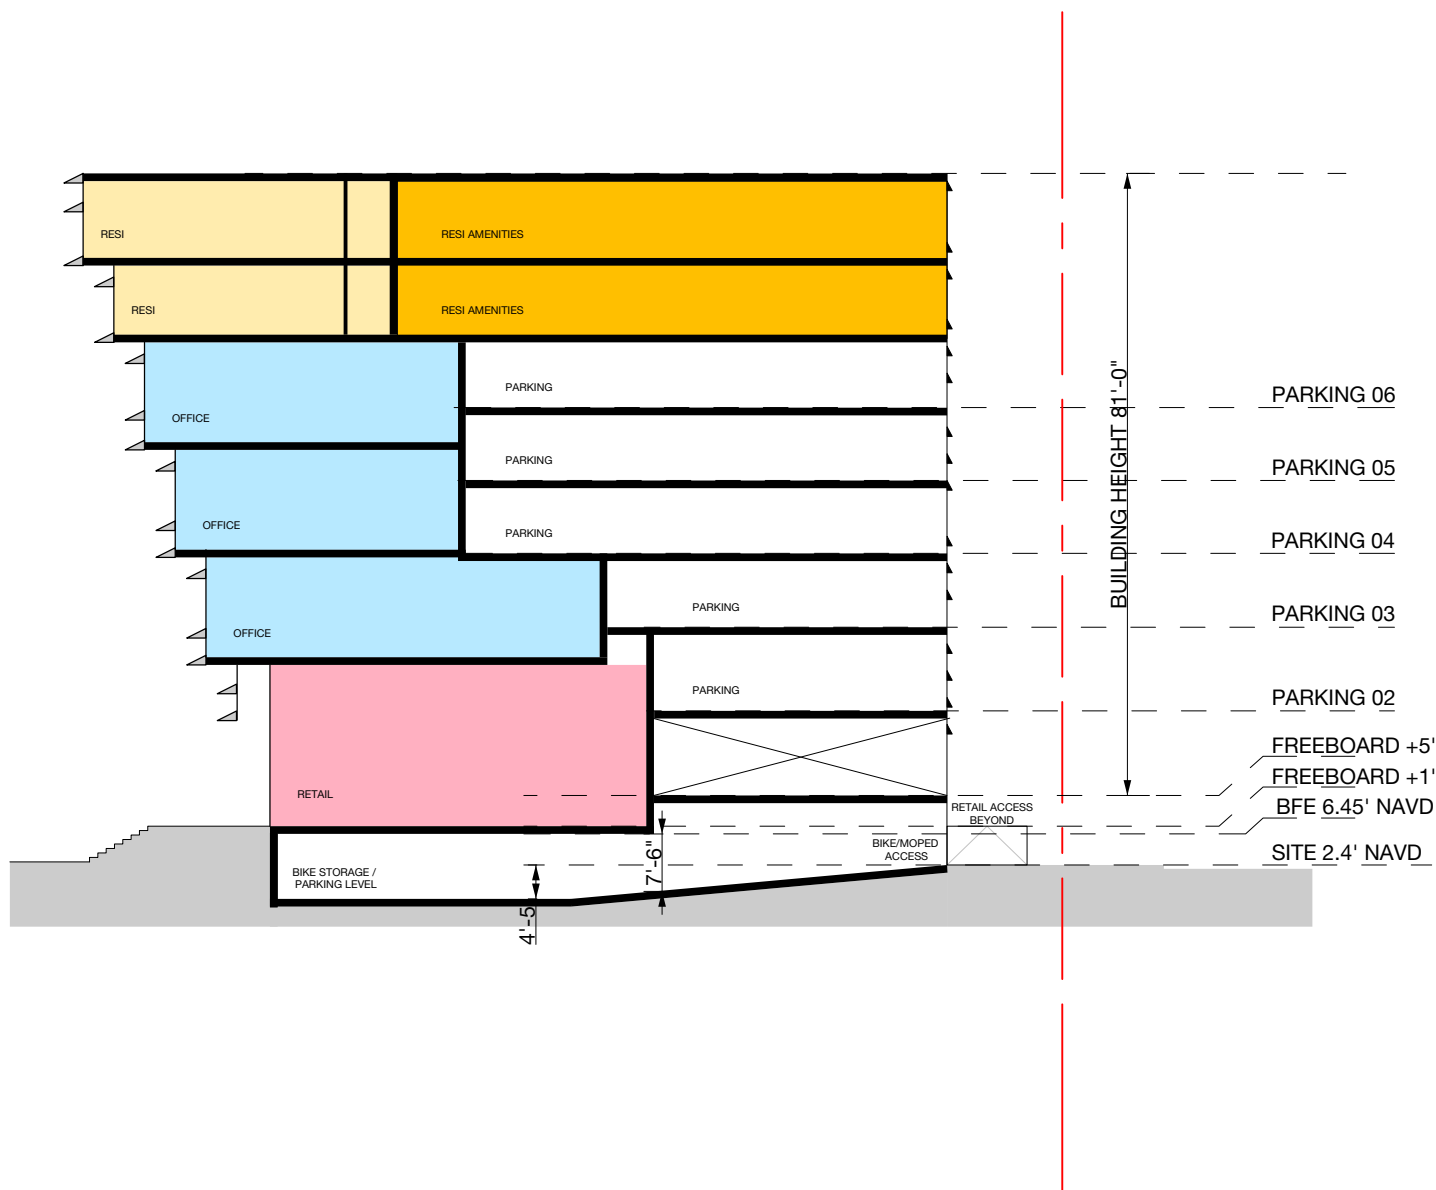 RESI
RESI AMENITIES
RESI
RESI AMENITIES
PARKING
PARKING 06
OFFICE
PARKING
PARKING 05
BUILDING HEIGHT 81'-0"
OFFICE
PARKING
PARKING 04
OFFICE
PARKING
PARKING 03
PARKING
PARKING 02
FREEBOARD +5'
FREEBOARD +1'
RETAIL
RETAIL ACCESS
BEYOND
BFE 6.45' NAVD
BIKE/MOPED
ACCESS
SITE 2.4' NAVD
7'-6"
BIKE STORAGE /
PARKING LEVEL
4'-5